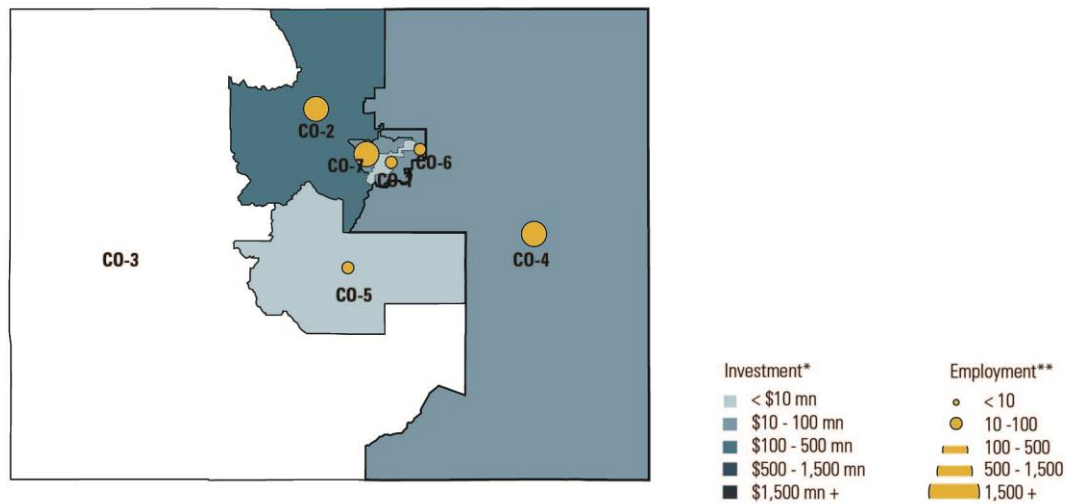 CO-2
CO-7
CO-1
CO-6
CO-3
CO-4
CO-5
Investment*
< $10 mn
$10 - 100 mn
$100 - 500 mn
$500 - 1,500 mn
$1,500 mn +
Employment**
< 10
10 -100
100 - 500
500 - 1,500
1,500 +